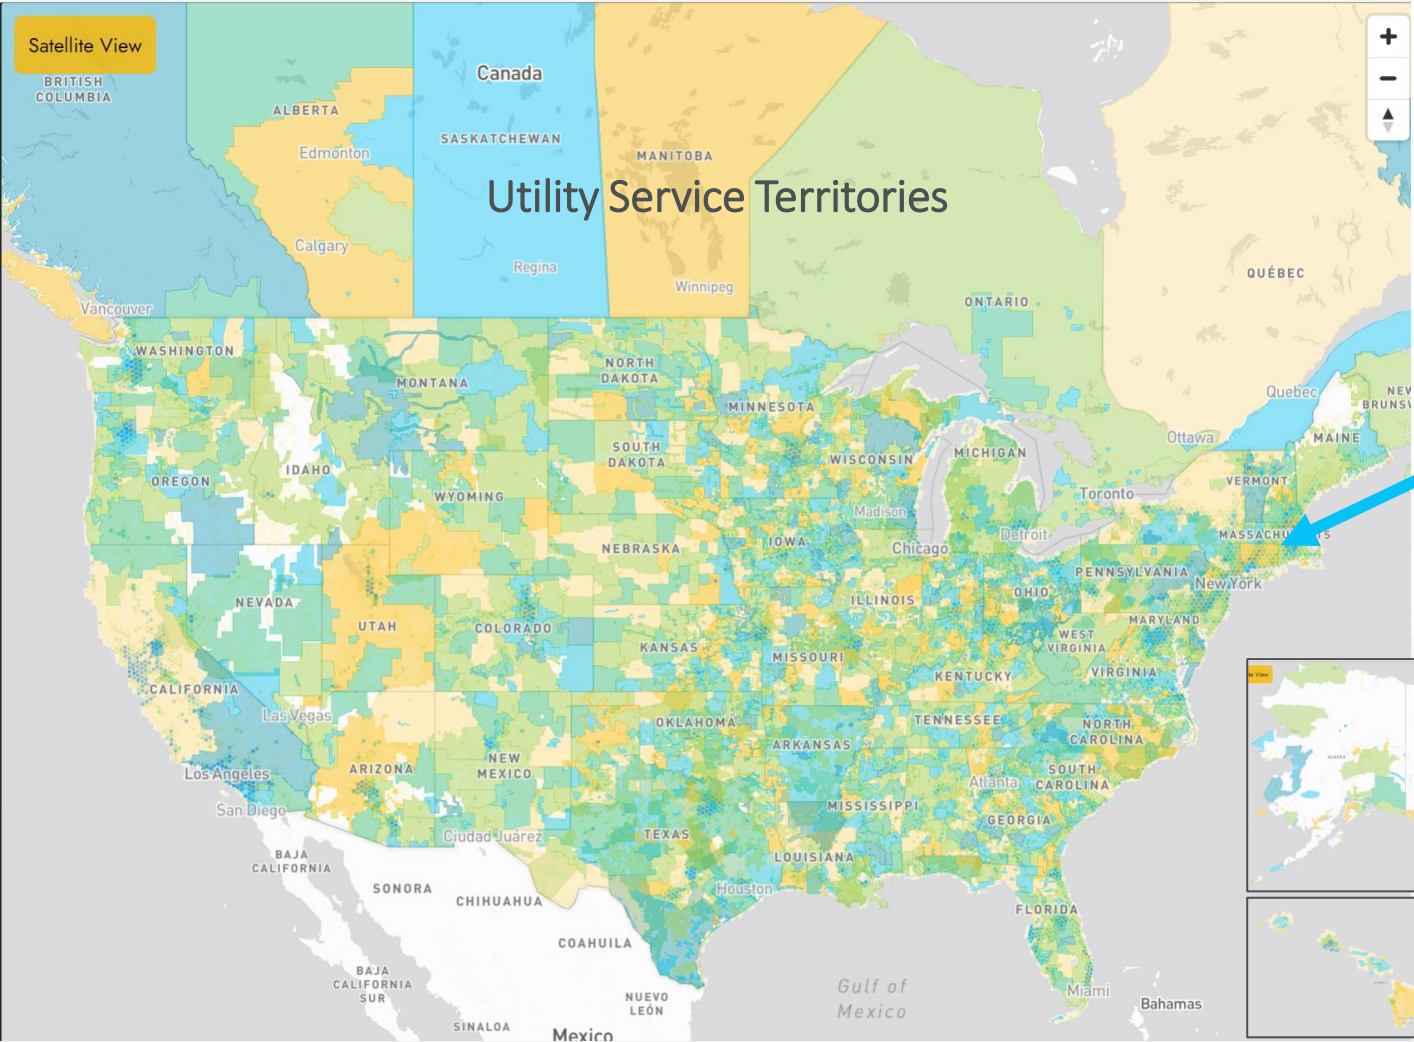 Satellite View
+
−
BRITISH
COLUMBIA
ALBERTA
Edmonton
Calgary
Canada
SASKATCHEWAN
MANITOBA
Utility Service Territories
Regina
Winnipeg
ONTARIO
QUÉBEC
Vancouver
WASHINGTON
MONTANA
NORTH
DAKOTA
MINNESOTA
Quebec
NEW
BRUNSW
MAINE
Ottawa
OREGON
IDAHO
WYOMING
SOUTH
DAKOTA
WISCONSIN
MICHIGAN
Madison
Toronto
VERMONT
NEBRASKA
IOWA
Chicago
Detroit
MASSACHU TS
NEVADA
UTAH
COLORADO
KANSAS
ILLINOIS
OHIO
PENNSYLVANIA
New York
MARYLAND
WEST
VIRGINIA
VIRGINIA
MISSOURI
KENTUCKY
CALIFORNIA
Las Vegas
Los Angeles
San Diego
ARIZONA
NEW
MEXICO
OKLAHOMA
ARKANSAS
TENNESSEE
NORTH
CAROLINA
SOUTH
CAROLINA
Atlanta
GEORGIA
MISSISSIPPI
Ciudad Juárez
TEXAS
LOUISIANA
Houston
FLORIDA
Miami
BAJA
CALIFORNIA
SONORA
CHIHUAHUA
COAHUILA
BAJA
CALIFORNIA
SUR
NUEVO
LEÓN
SINALOA
Mexico
Gulf of
Mexico
Bahamas
View
ALASKA